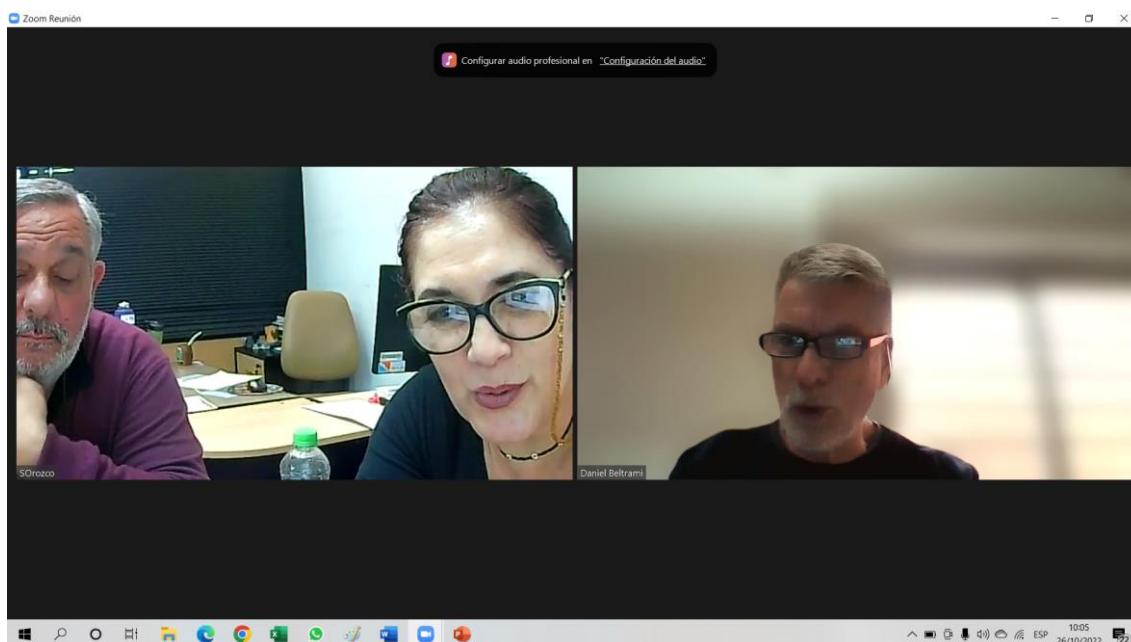 Zoom Reunión
Configurar audio profesional en "Configuración del audio"
SOrozco
Daniel Beltrami
ESP
10:05
26/10/2022